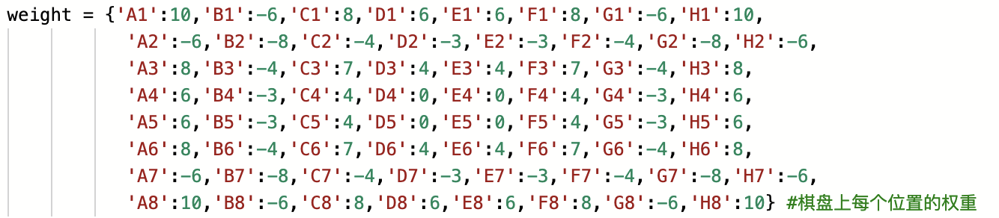 weight = {'A1':10,'B1':-6,'C1':8,'D1':6,'E1':6,'F1':8,'G1':-6,'H1':10,
'A2':-6,'B2':-8,'C2':-4,'D2':-3,'E2':-3,'F2':-4,'G2':-8,'H2':-6,
'A3':8,'B3':-4,'C3':7,'D3':4,'E3':4,'F3':7,'G3':-4,'H3':8,
'A4':6,'B4':-3,'C4':4,'D4':0,'E4':0,'F4':4,'G4':-3,'H4':6,
'A5':6,'B5':-3,'C5':4,'D5':0,'E5':0,'F5':4,'G5':-3,'H5':6,
'A6':8,'B6':-4,'C6':7,'D6':4,'E6':4,'F6':7,'G6':-4,'H6':8,
'A7':-6,'B7':-8,'C7':-4,'D7':-3,'E7':-3,'F7':-4,'G7':-8,'H7':-6,
'A8':10,'B8':-6,'C8':8,'D8':6,'E8':6,'F8':8,'G8':-6,'H8':10} #棋盘上每个位置的权重